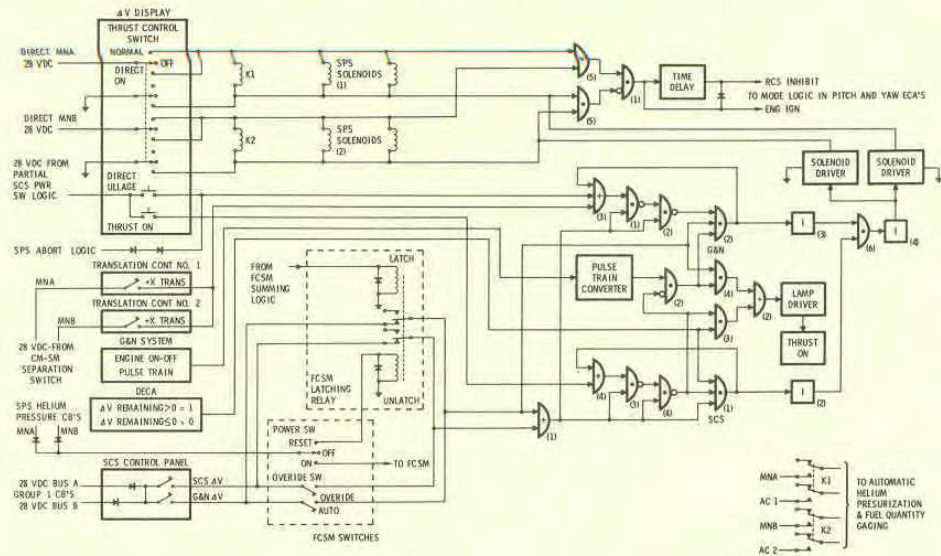 ΔV DISPLAY
THRUST CONTROL
SWITCH
DIRECT MNA
28 VDC
NORMAL
OFF
DIRECT
ON
DIRECT MNB
28 VDC
28 VDC FROM
PARTIAL
SCS PWR
SW LOGIC
DIRECT
ULLAGE
THRUST ON
K1
SPS
SOLENOIDS
(1)
K2
SPS
SOLENOIDS
(2)
(5)
(5)
(1)
TIME
DELAY
RCS INHIBIT
TO MODE LOGIC IN PITCH AND YAW ECA'S
ENG IGN
SOLENOID
DRIVER
SOLENOID
DRIVER
SPS ABORT LOGIC
TRANSLATION CONT NO. 1
MNA
+X TRANS
TRANSLATION CONT NO. 2
MNB
+X TRANS
28 VDC-FROM
CM-SM
SEPARATION
SWITCH
G&N SYSTEM
ENGINE ON-OFF
PULSE TRAIN
DECA
ΔV REMAINING>0 = 1
ΔV REMAINING≤0 = 0
SPS HELIUM
PRESSURE CB'S
MNA
MNB
SCS CONTROL PANEL
28 VDC BUS A
GROUP 1 CB'S
28 VDC BUS B
SCS ΔV
G&N ΔV
FROM
FCSM
SUMMING
LOGIC
LATCH
FCSM
LATCHING
RELAY
UNLATCH
POWER SW
RESET
OFF
ON
TO FCSM
OVERRIDE SW
OVERRIDE
AUTO
FCSM SWITCHES
(3)
(1)
(2)
(2)
G&N
I
(3)
(6)
I
(4)
PULSE
TRAIN
CONVERTER
(2)
(4)
(2)
LAMP
DRIVER
(3)
THRUST
ON
(4)
(3)
(4)
(1)
SCS
I
(2)
(1)
MNA
K1
AC 1
MNB
K2
AC 2
TO AUTOMATIC
HELIUM
PRESURIZATION
& FUEL QUANTITY
GAGING